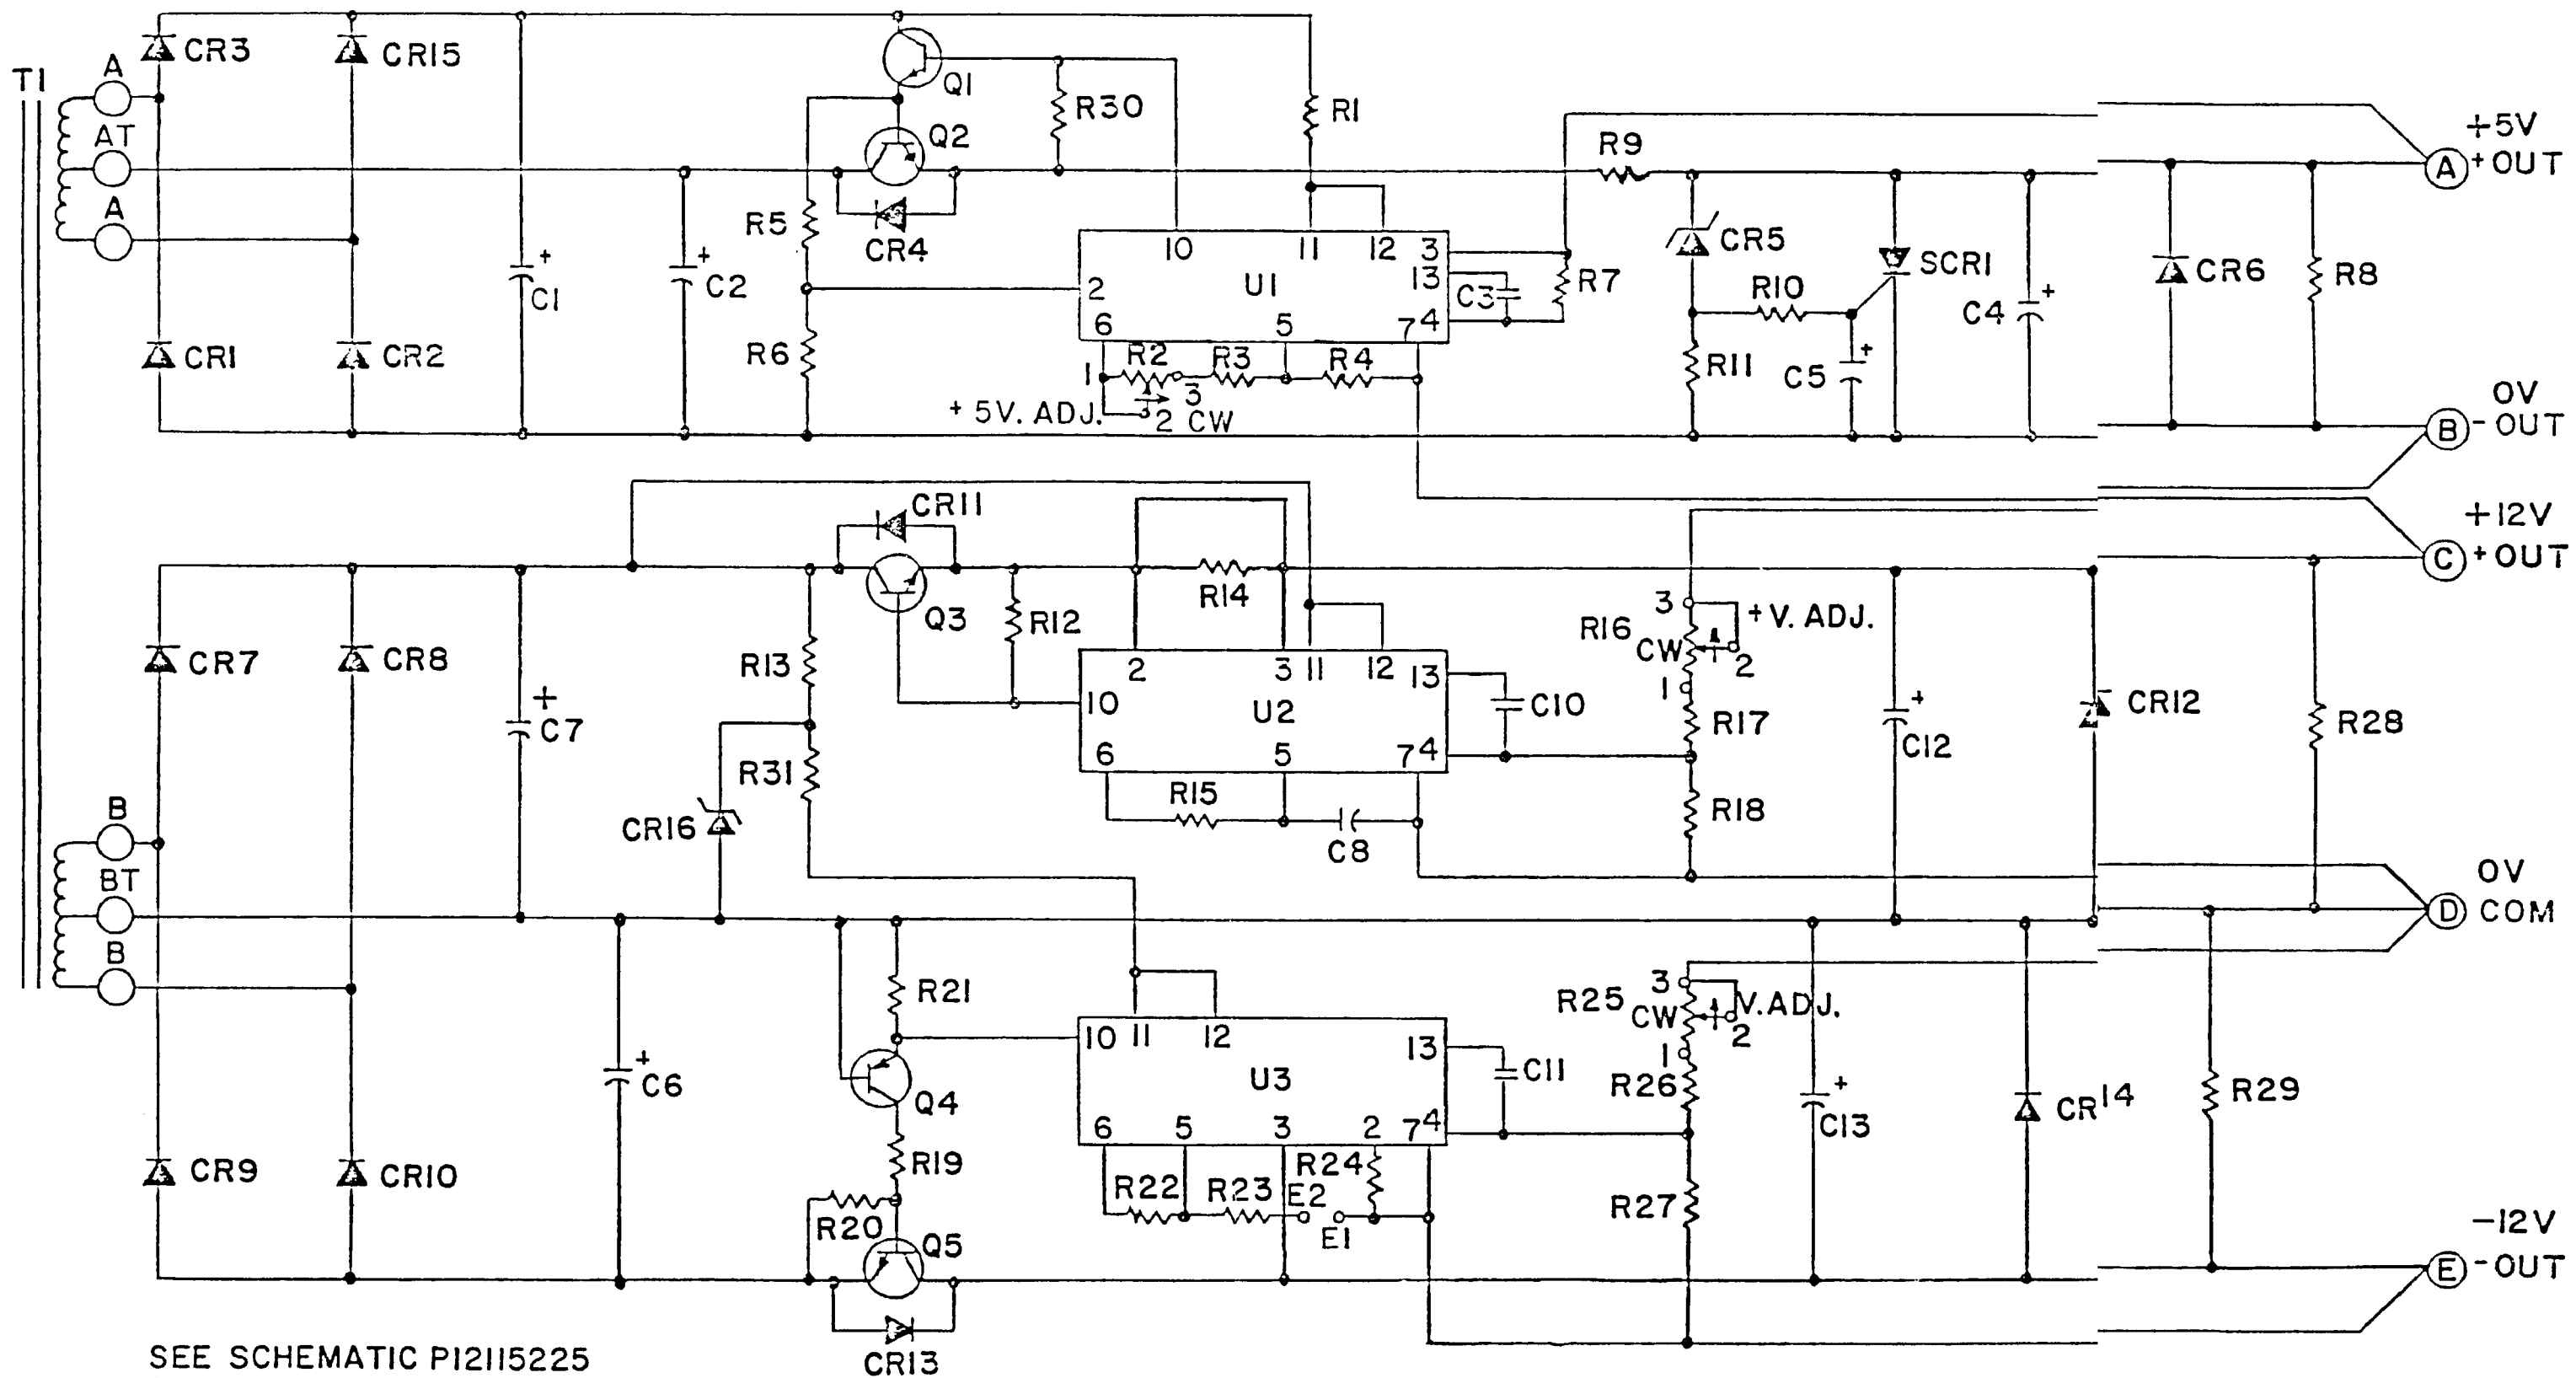 T1
A
AT
A
CR3
CR15
CR1
CR2
C1
+
C2
+
Q1
Q2
CR4
R5
R6
R30
R1
10
11
12
2
U1
3
13
7
4
6
5
C3
R7
1
R2
R3
R4
3
2 CW
+ 5V. ADJ.
R9
CR5
R10
R11
C5
+
SCR1
C4
+
CR6
R8
+5V
A
+OUT
0V
B
- OUT
CR11
Q3
R12
R14
R13
R31
CR16
CR7
CR8
C7
+
2
3
11
12
13
10
U2
6
5
7
4
C10
R15
C8
3
+V. ADJ.
R16
CW
2
1
R17
R18
C12
+
CR12
R28
+12V
C
+OUT
0V
D
COM
B
BT
B
C6
+
CR9
CR10
R21
Q4
R19
R20
Q5
CR13
10
11
12
13
U3
6
5
3
2
7
4
C11
R22
R23
E2
E1
R24
3
R25
CW
V.ADJ.
2
1
R26
R27
C13
+
CR14
R29
-12V
E
-OUT
SEE SCHEMATIC P12115225